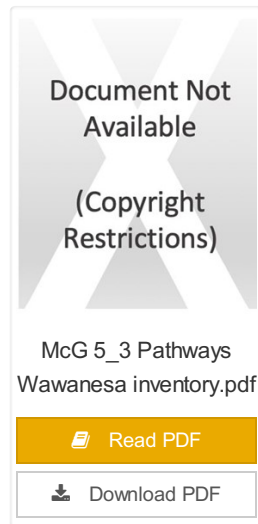 Document Not
Available
(Copyright
Restrictions)
McG 5_3 Pathways
Wawanesa inventory.pdf
Read PDF
Download PDF